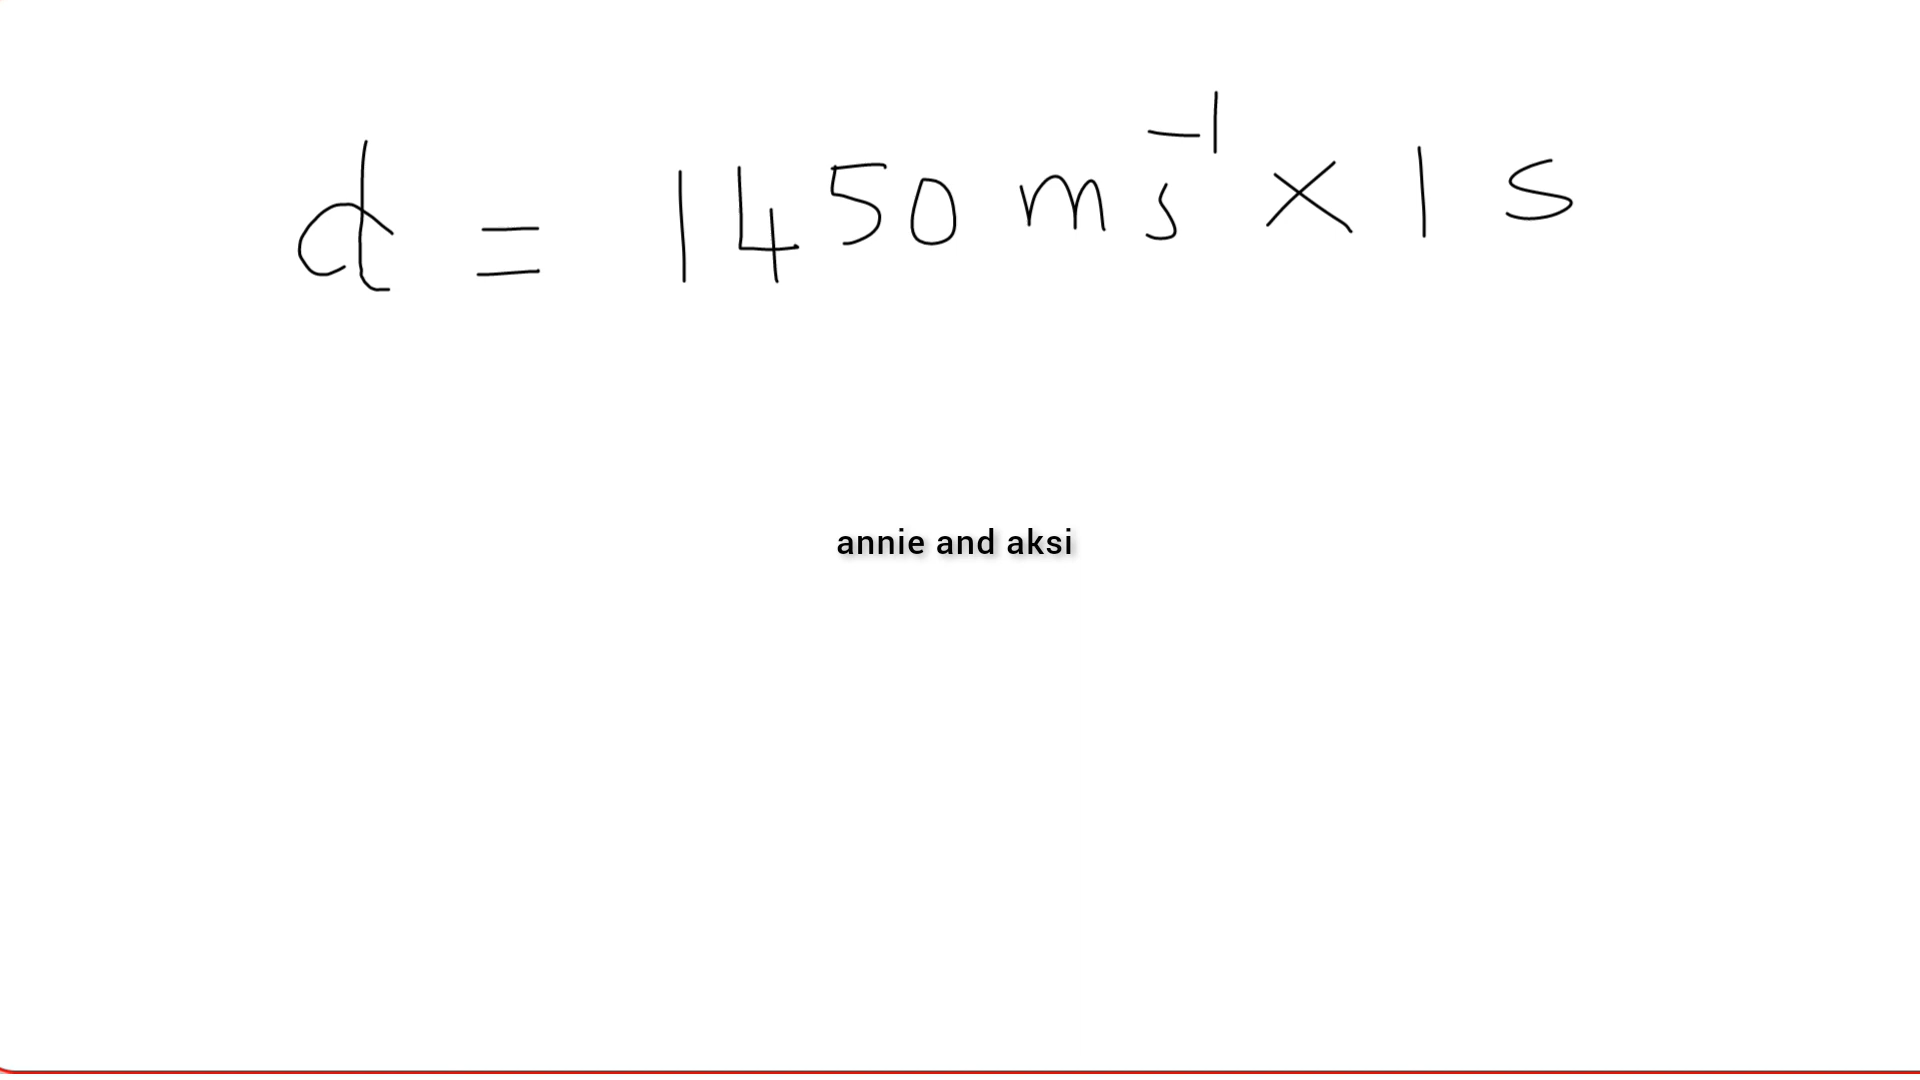 d = 1450 ms⁻¹ × 1 s
annie and aksi